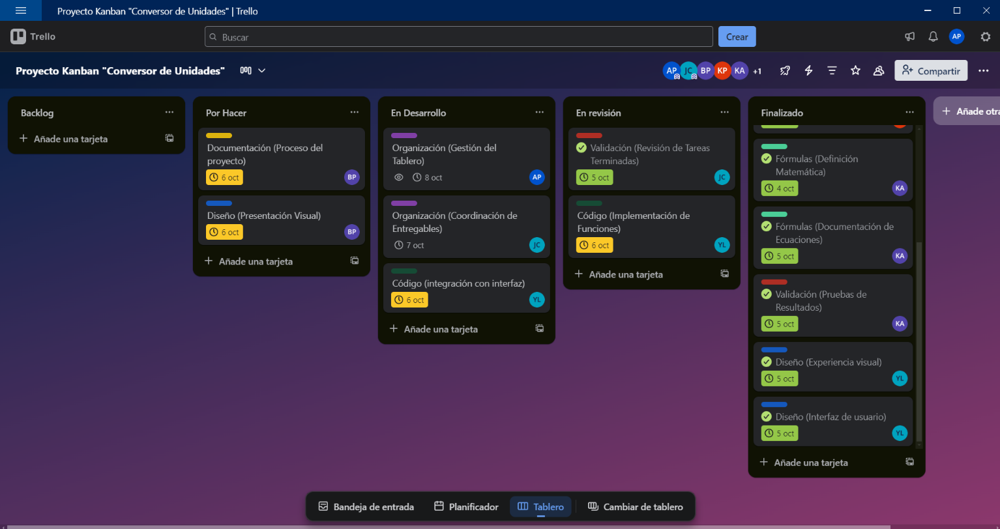 Proyecto Kanban "Conversor de Unidades" | Trello
Trello
Buscar
Crear
AP
Proyecto Kanban "Conversor de Unidades"
AP
JC
BP
KP
KA
+1
Compartir
Backlog
Añade una tarjeta
Por Hacer
Documentación (Proceso del
proyecto)
6 oct
BP
Diseño (Presentación Visual)
6 oct
BP
Añade una tarjeta
En Desarrollo
Organización (Gestión del
Tablero)
8 oct
AP
Organización (Coordinación de
Entregables)
7 oct
JC
Código (integración con interfaz)
6 oct
YL
Añade una tarjeta
En revisión
Validación (Revisión de Tareas
Terminadas)
5 oct
JC
Código (Implementación de
Funciones)
6 oct
YL
Añade una tarjeta
Finalizado
Fórmulas (Definición
Matemática)
4 oct
KA
Fórmulas (Documentación de
Ecuaciones)
5 oct
KA
Validación (Pruebas de
Resultados)
5 oct
KA
Diseño (Experiencia visual)
5 oct
YL
Diseño (Interfaz de usuario)
5 oct
YL
Añade una tarjeta
Añade otra
Bandeja de entrada
Planificador
Tablero
Cambiar de tablero